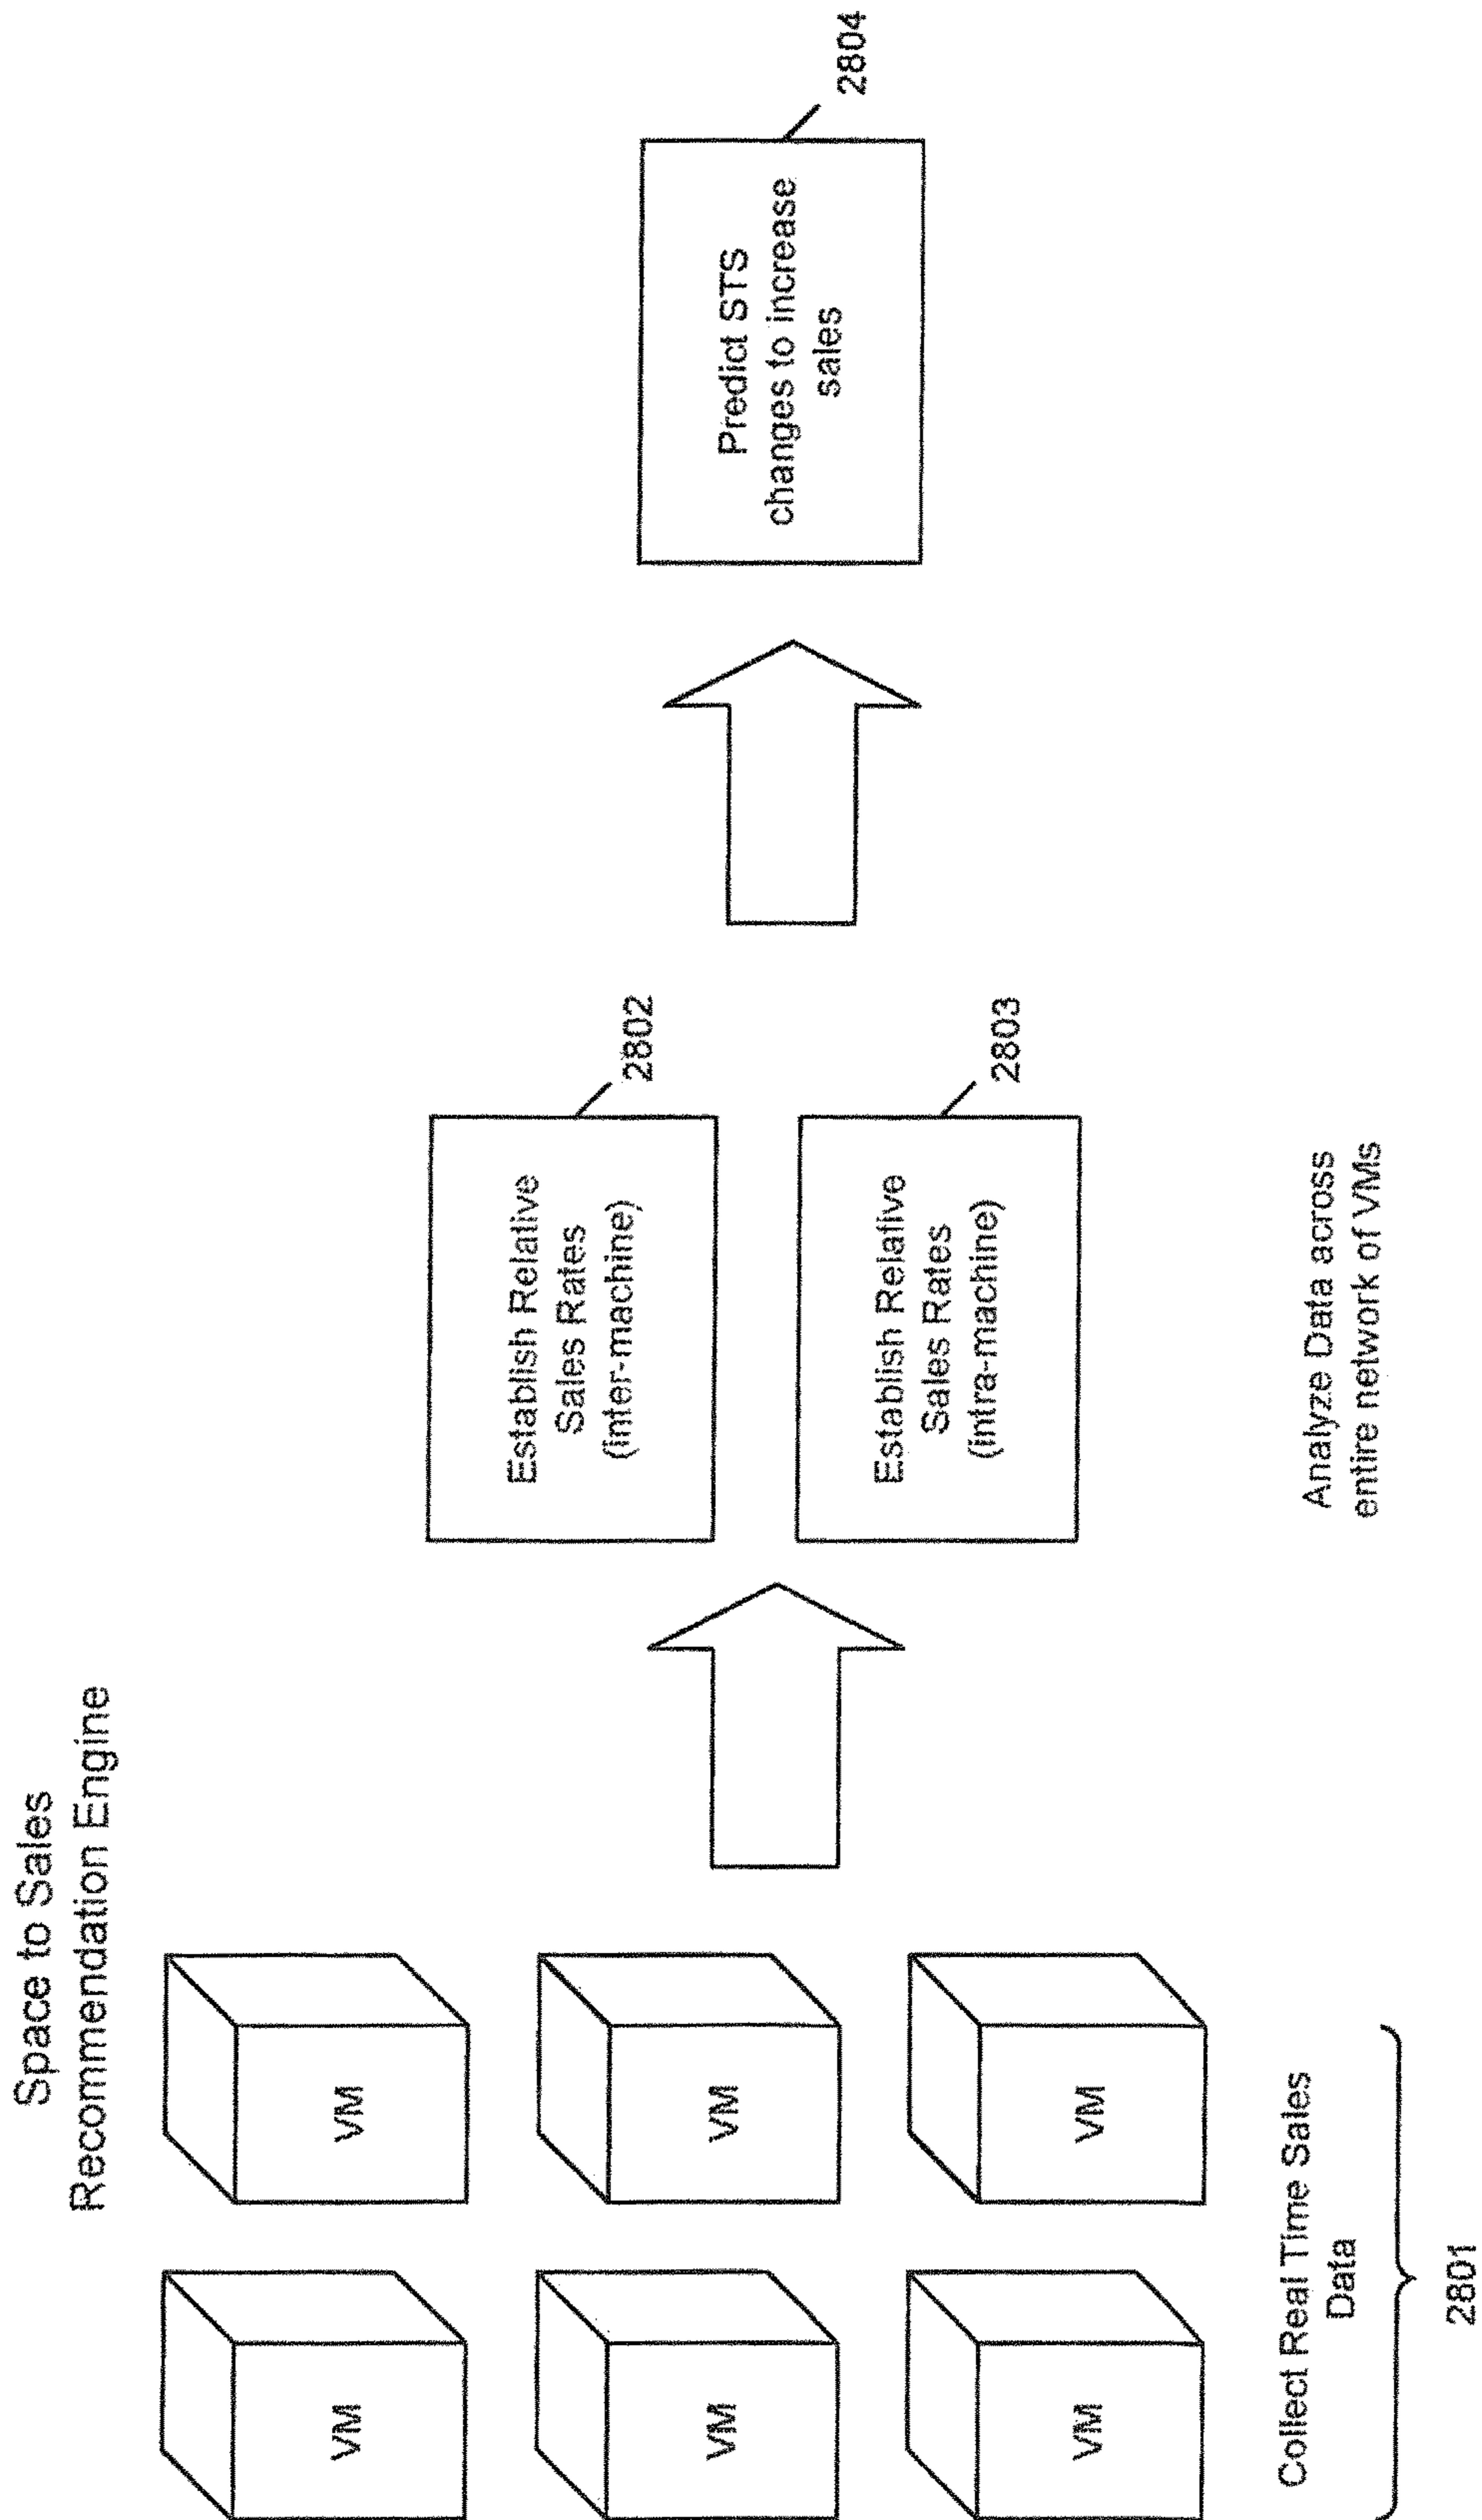 Space to Sales
Recommendation Engine
VM
VM
VM
VM
VM
VM
Collect Real Time Sales
Data
2801
Establish Relative
Sales Rates
(inter-machine)
2802
Establish Relative
Sales Rates
(intra-machine)
2803
Analyze Data across
entire network of VMs
Predict STS
changes to increase
sales
2804